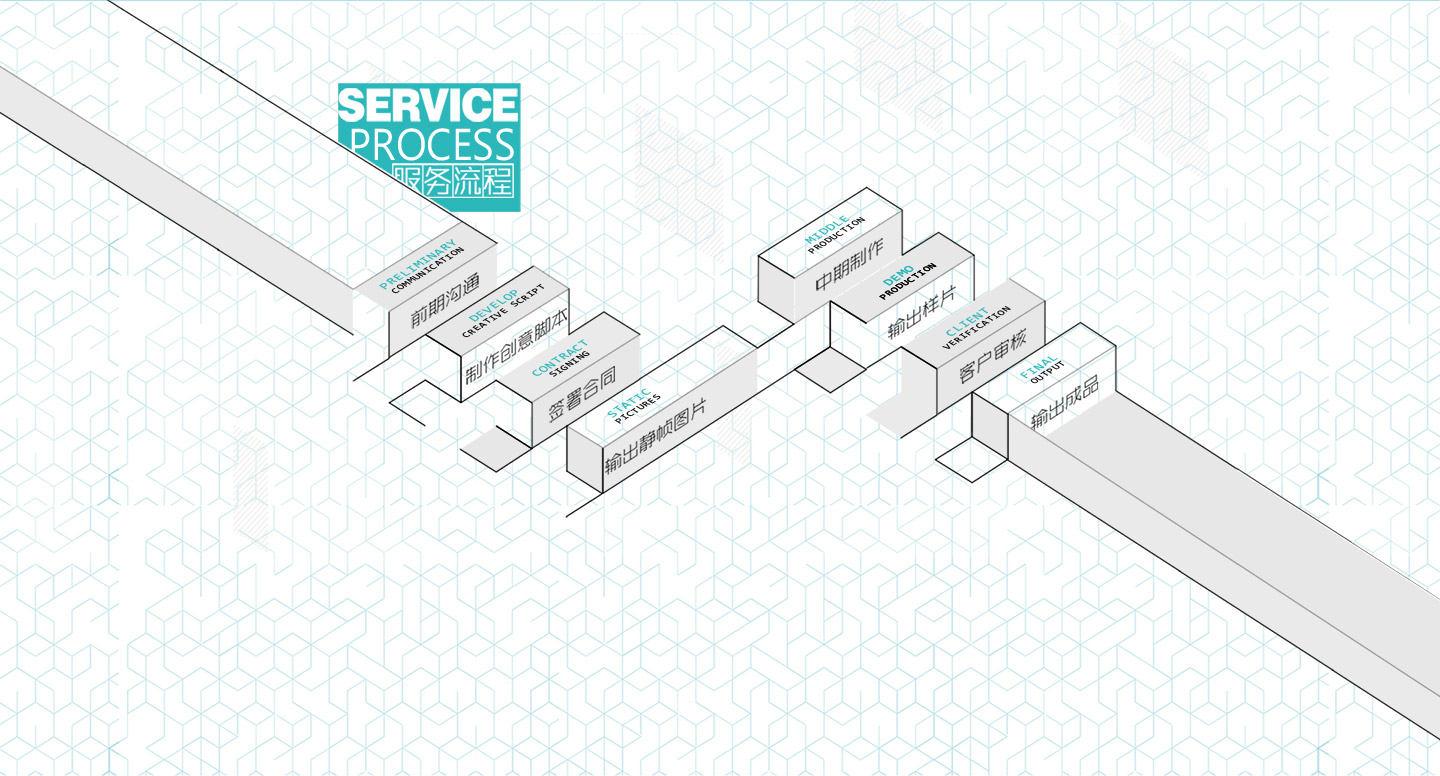 SERVICE
PROCESS
服务流程
PRELIMINARY
COMMUNICATION
前期沟通
DEVELOP
CREATIVE SCRIPT
制作创意脚本
CONTRACT
SIGNING
签署合同
STATIC
PICTURES
输出静帧图片
MIDDLE
PRODUCTION
中期制作
DEMO
PRODUCTION
输出样片
CLIENT
VERIFICATION
客户审核
FINAL
OUTPUT
输出成品